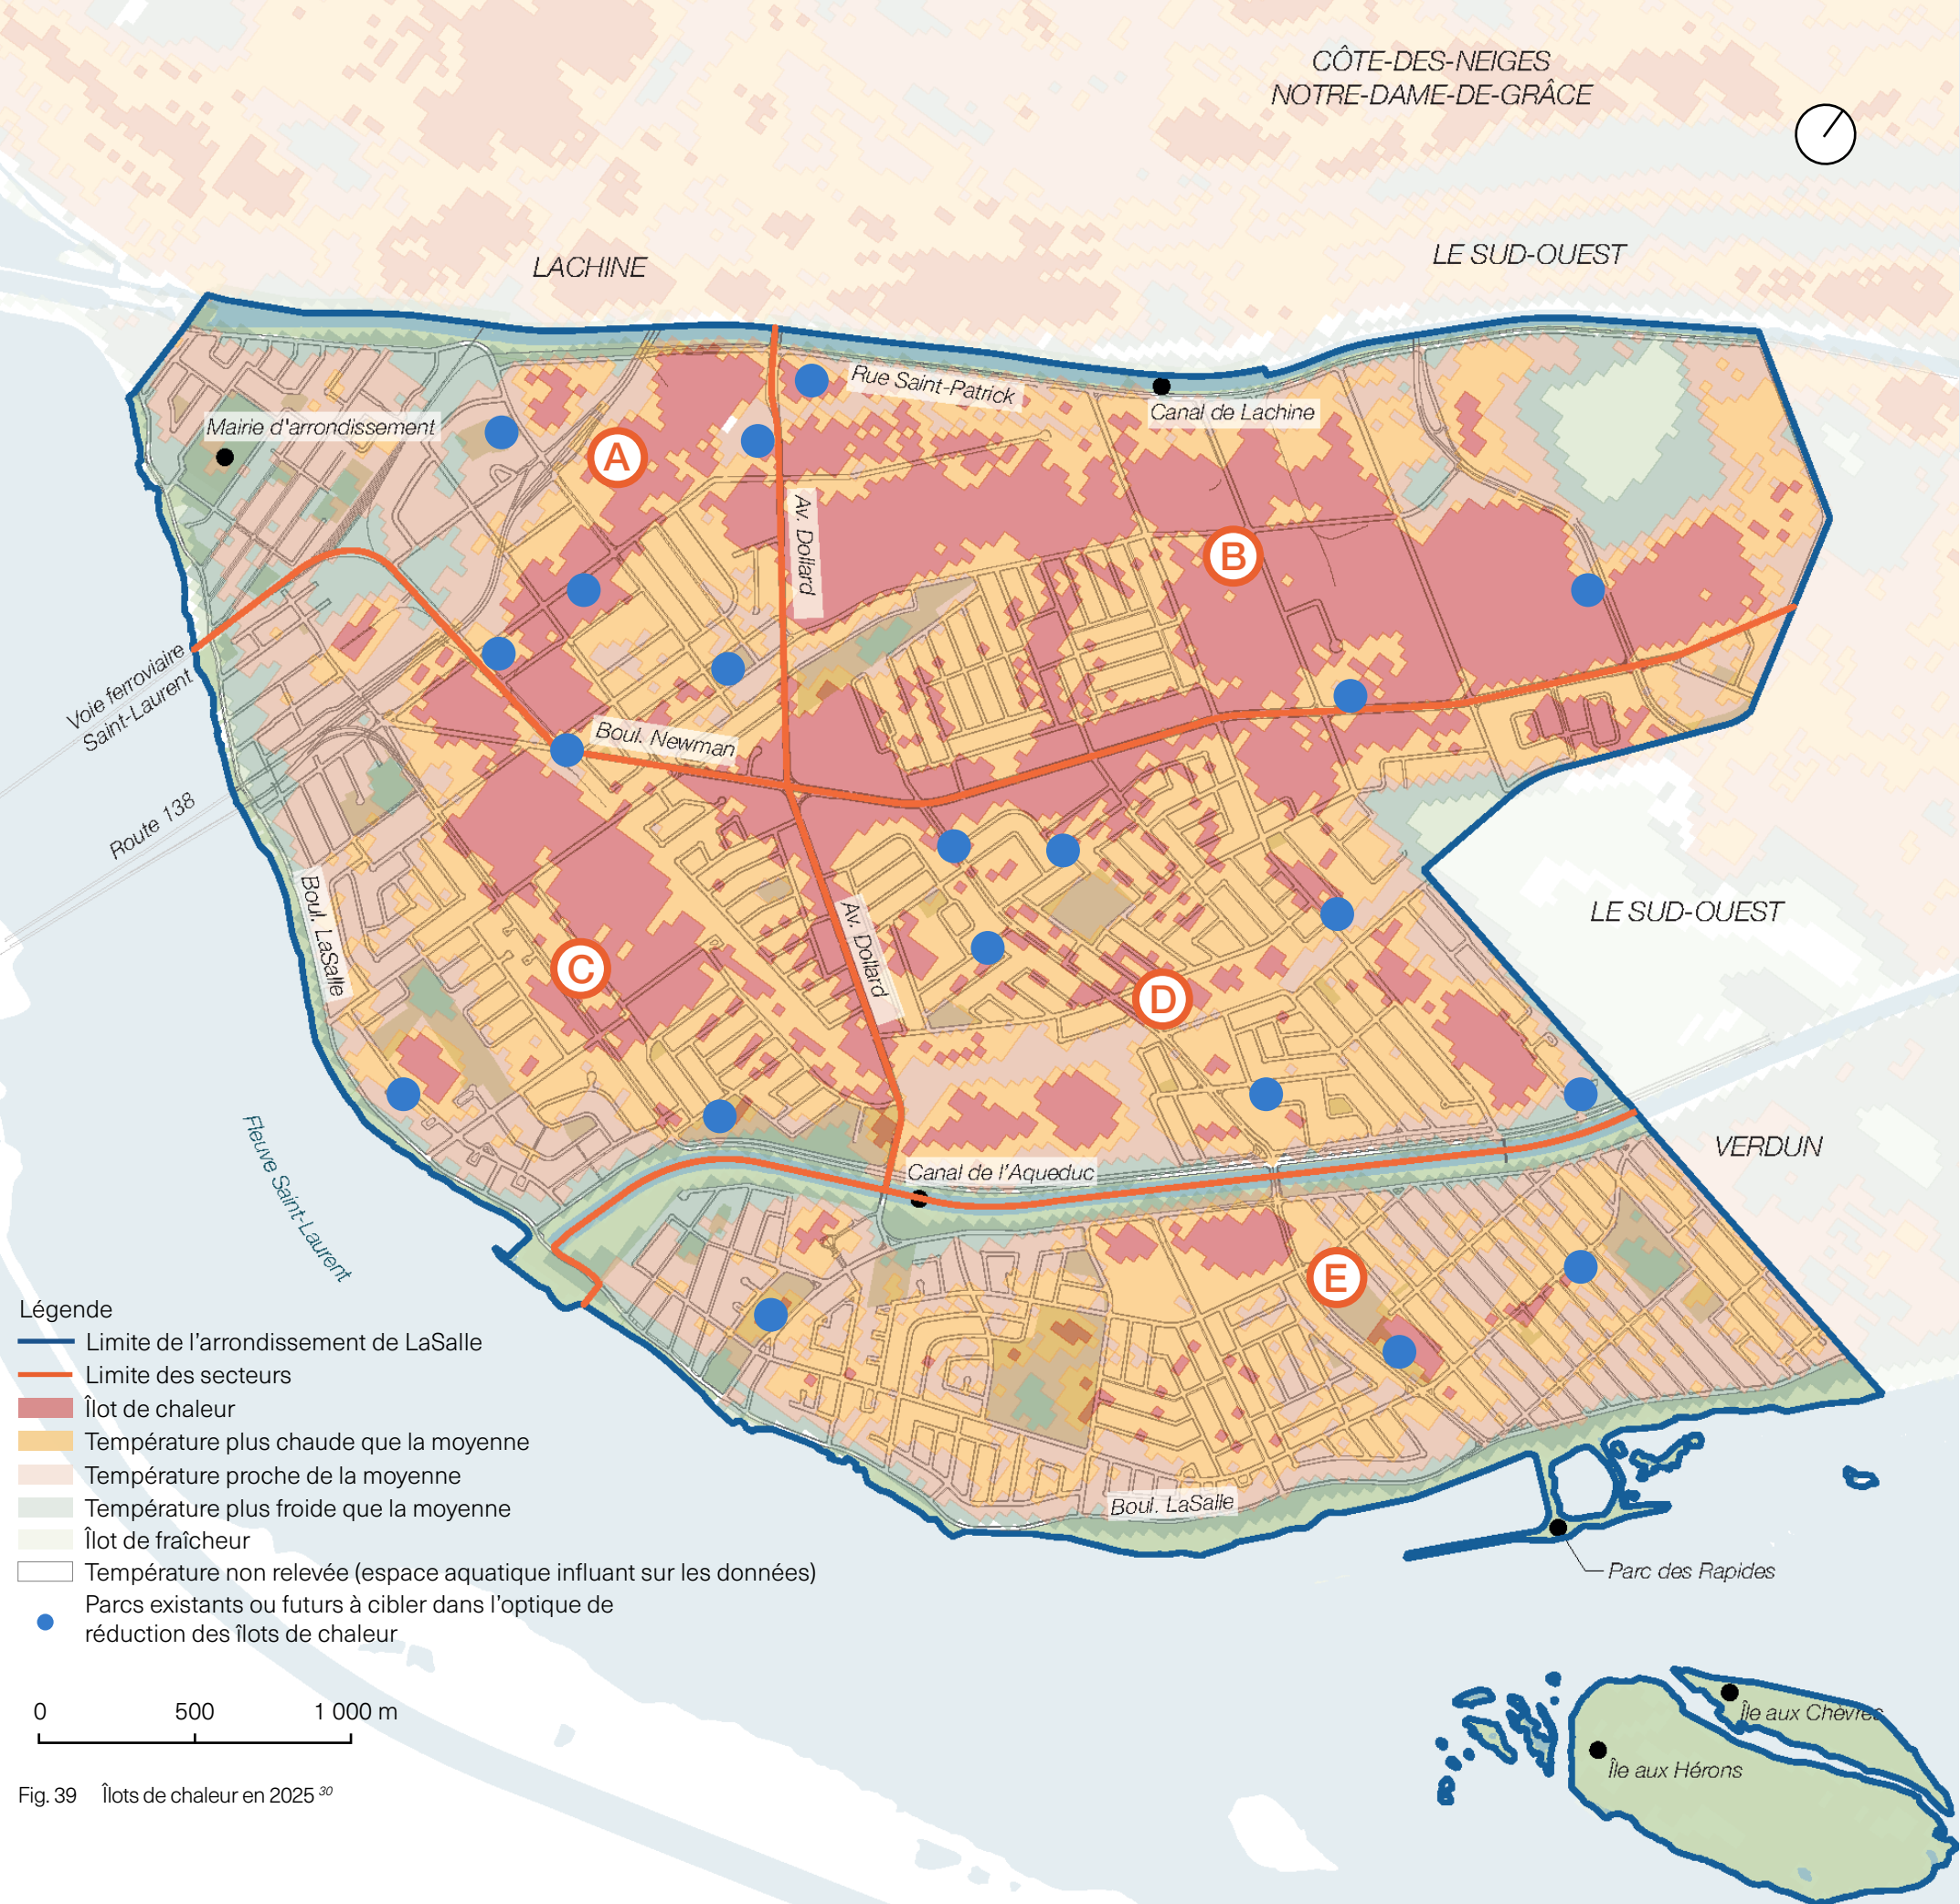 CÔTE-DES-NEIGES
NOTRE-DAME-DE-GRÂCE
LACHINE
LE SUD-OUEST
Rue Saint-Patrick
Canal de Lachine
Mairie d'arrondissement
A
Av. Dollard
B
Voie ferroviaire
Saint-Laurent
Boul. Newman
Route 138
Boul. LaSalle
Av. Dollard
LE SUD-OUEST
C
D
Fleuve Saint-Laurent
Canal de l'Aqueduc
VERDUN
E
Boul. LaSalle
Parc des Rapides
Île aux Chèvres
Île aux Hérons
Légende
Limite de l'arrondissement de LaSalle
Limite des secteurs
Îlot de chaleur
Température plus chaude que la moyenne
Température proche de la moyenne
Température plus froide que la moyenne
Îlot de fraîcheur
Température non relevée (espace aquatique influant sur les données)
Parcs existants ou futurs à cibler dans l'optique de
réduction des îlots de chaleur
0 500 1 000 m
Fig. 39 Îlots de chaleur en 2025 30